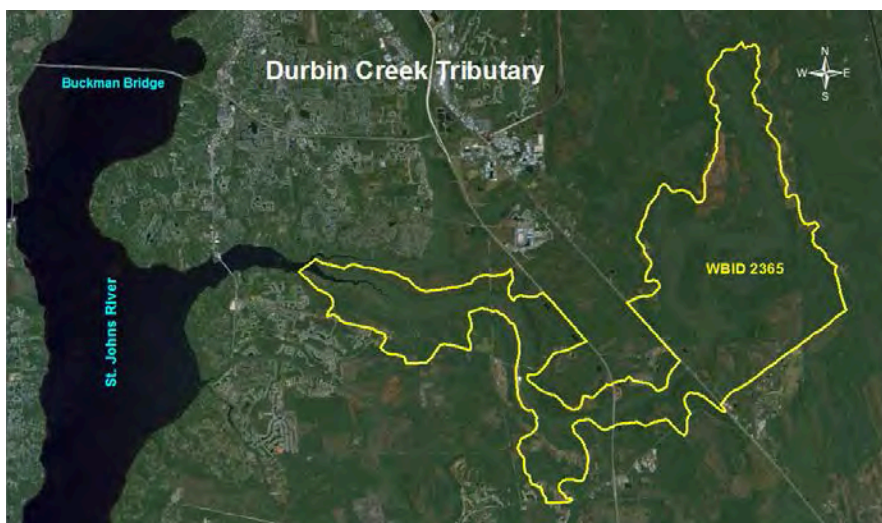 Durbin Creek Tributary
Buckman Bridge
N
W E
S
WBID 2365
St. Johns River